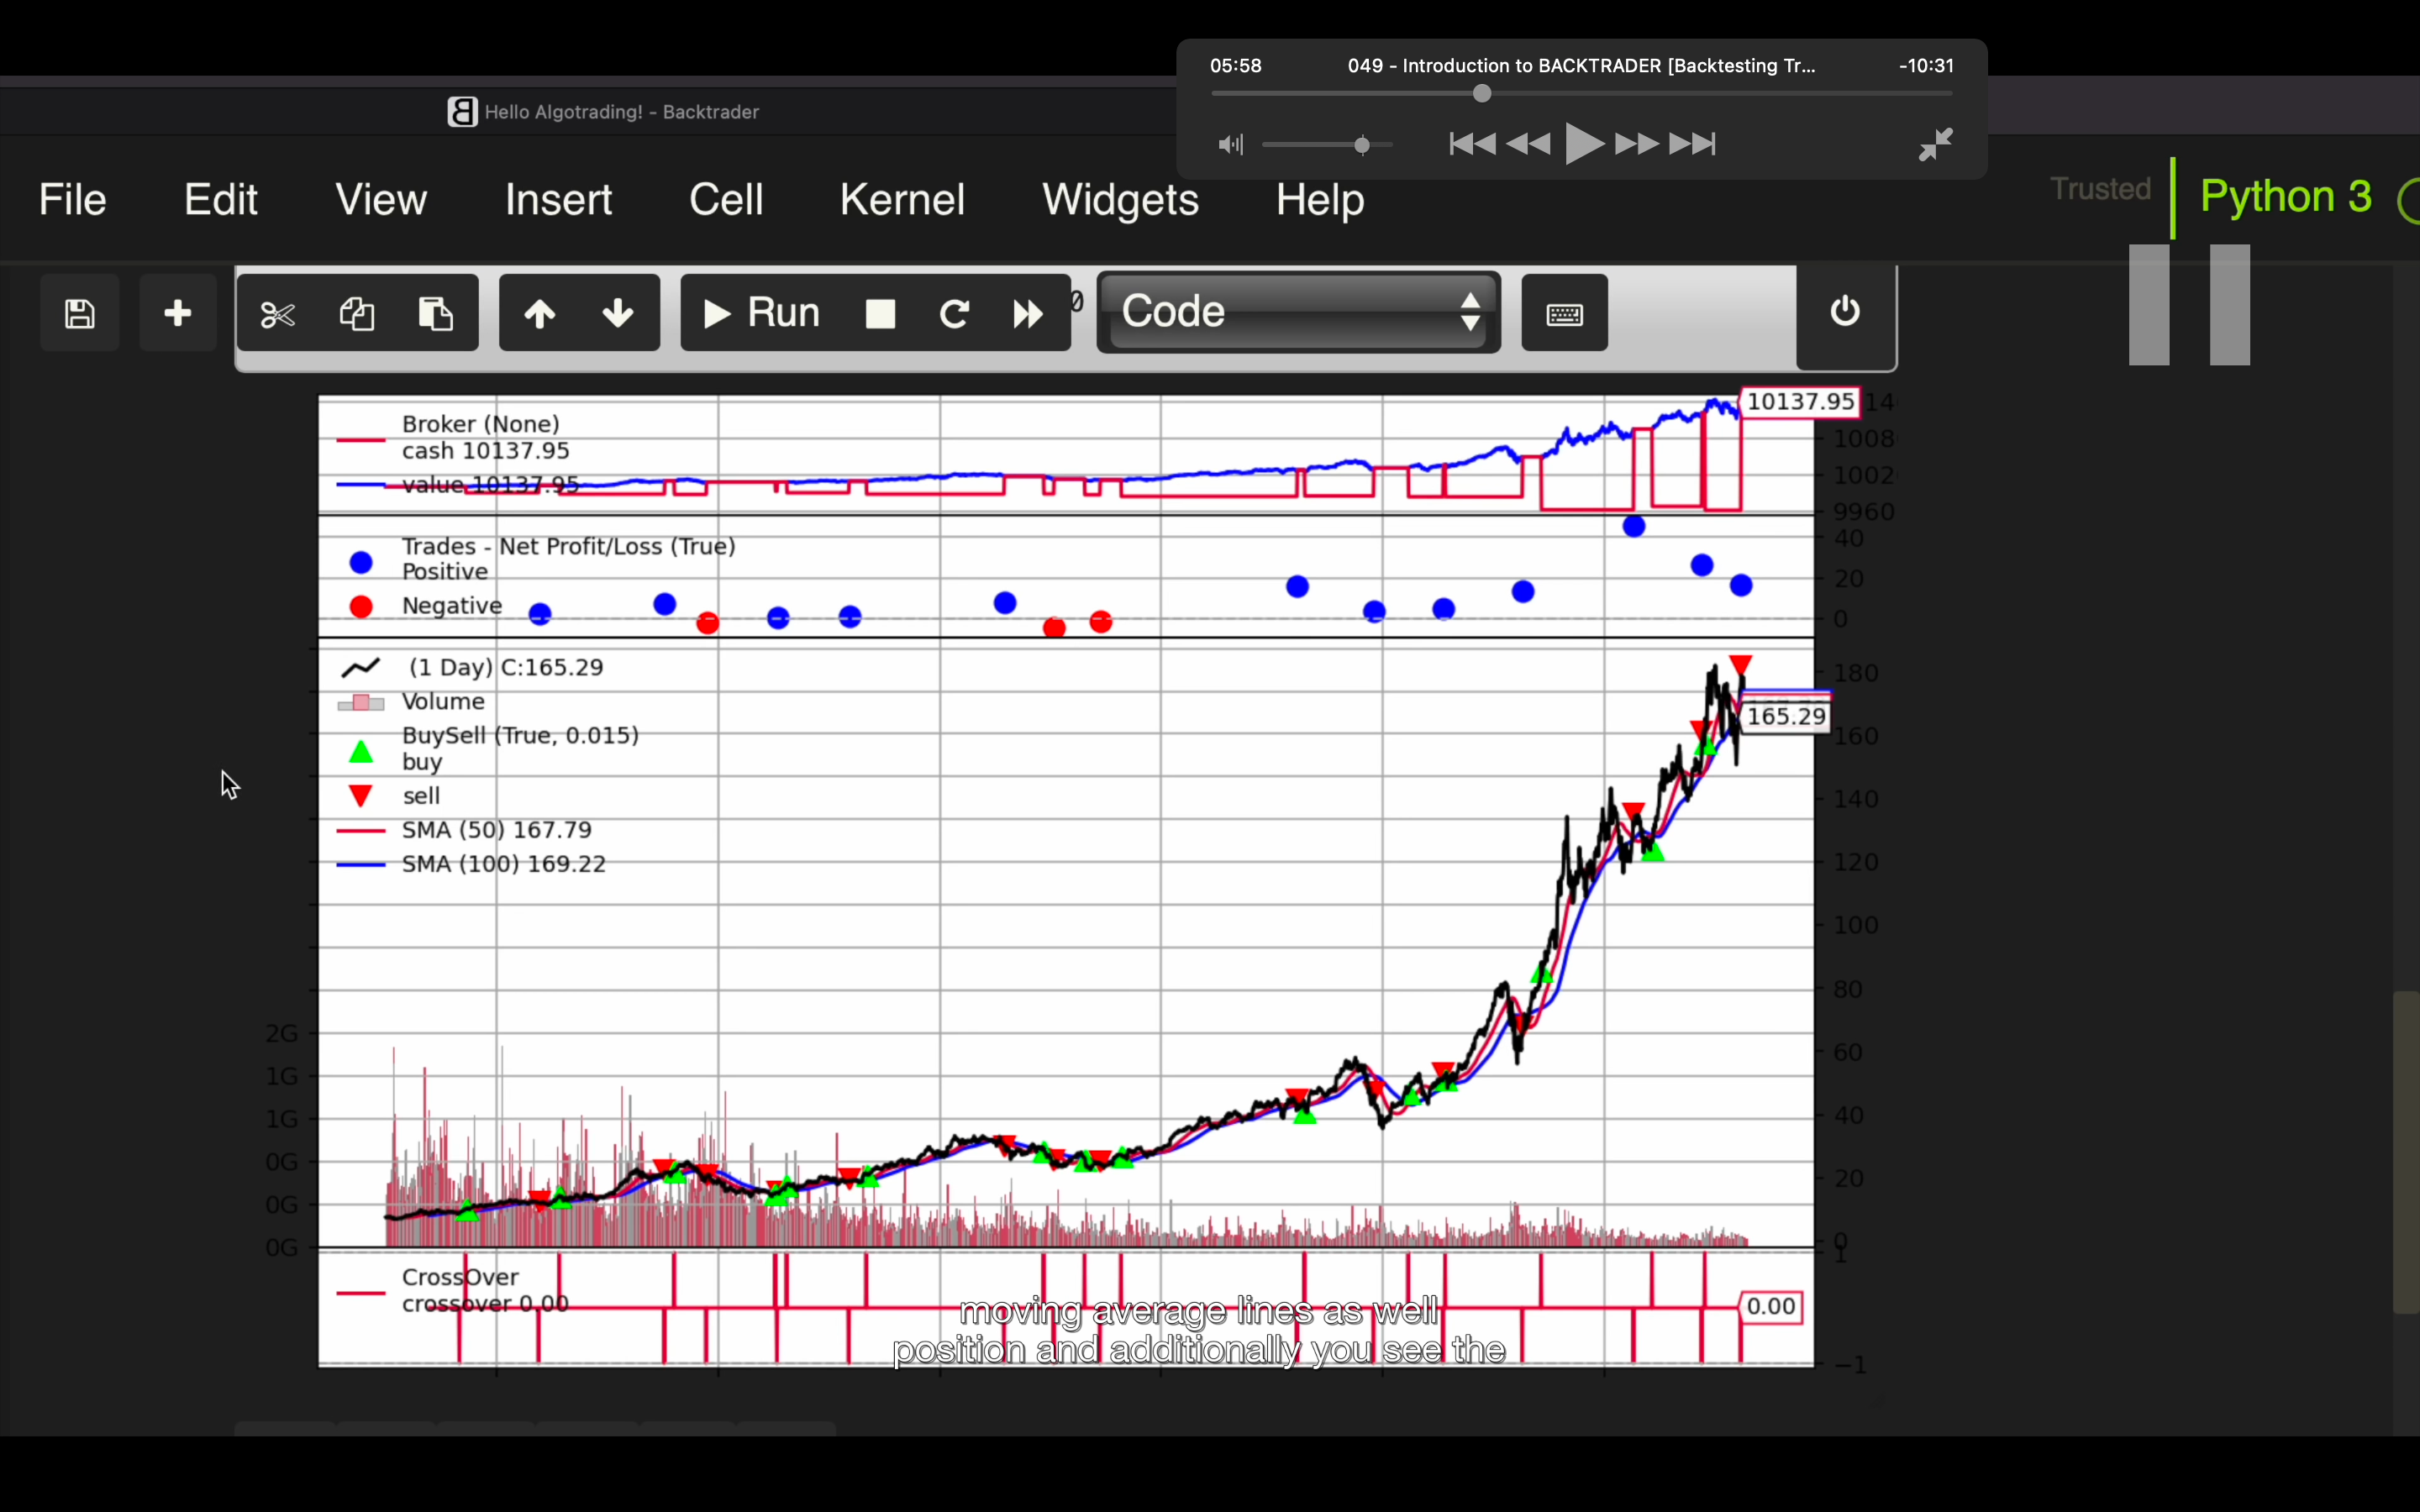 05:58 049 - Introduction to BACKTRADER [Backtesting Tr... -10:31
Hello Algotrading! - Backtrader
File Edit View Insert Cell Kernel Widgets Help Trusted Python 3
Run Code
Broker (None)
cash 10137.95
value 10137.95
10137.95
1008
1002
9960
Trades - Net Profit/Loss (True)
Positive
Negative
40
20
0
(1 Day) C:165.29
Volume
BuySell (True, 0.015)
buy
sell
SMA (50) 167.79
SMA (100) 169.22
165.29
180
160
140
120
100
80
60
40
20
0
2G
1G
1G
0G
0G
0G
CrossOver
crossover 0.00
1
0.00
−1
moving average lines as well
position and additionally you see the